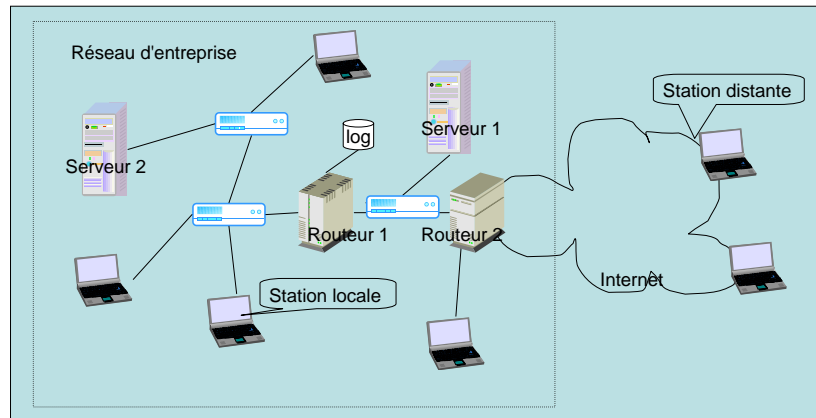 Réseau d'entreprise
Station distante
log
Serveur 1
Serveur 2
Routeur 1
Routeur 2
Internet
Station locale